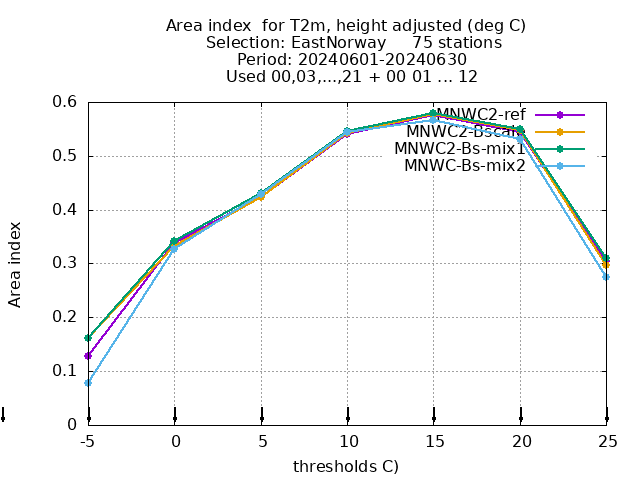 Area index  for T2m, height adjusted (deg C)
Selection: EastNorway     75 stations
Period: 20240601-20240630
Used 00,03,...,21 + 00 01 ... 12
MNWC2-ref
MNWC2-Bscali
MNWC2-Bs-mix1
MNWC-Bs-mix2
0.6
0.5
0.4
0.3
0.2
0.1
0
Area index
-5 0 5 10 15 20 25
thresholds C)